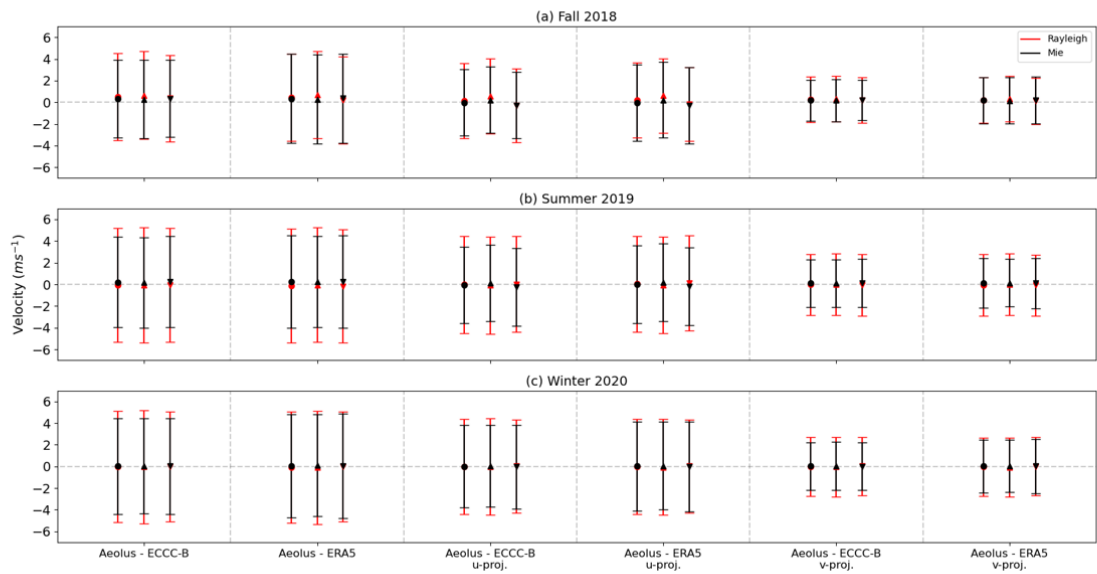 (a) Fall 2018
6
4
2
0
−2
−4
−6
Rayleigh
Mie
(b) Summer 2019
6
4
2
0
−2
−4
−6
Velocity (ms⁻¹)
(c) Winter 2020
6
4
2
0
−2
−4
−6
Aeolus - ECCC-B
Aeolus - ERA5
Aeolus - ECCC-B
u-proj.
Aeolus - ERA5
u-proj.
Aeolus - ECCC-B
v-proj.
Aeolus - ERA5
v-proj.